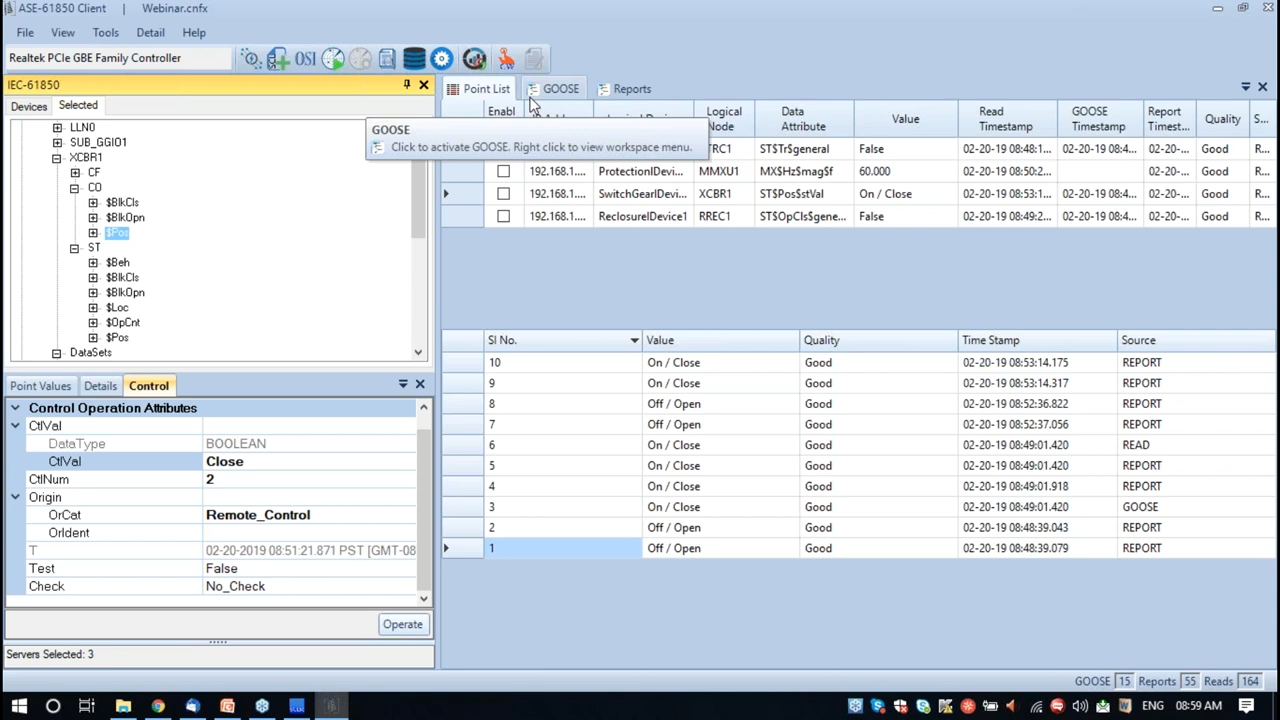 ASE-61850 Client | Webinar.cnfx
File View Tools Detail Help
Realtek PCIe GBE Family Controller OSI
IEC-61850
Devices Selected
LLN0
SUB_GGIO1
XCBR1
CF
CO
$BlkCls
$BlkOpn
$Pos
ST
$Beh
$BlkCls
$BlkOpn
$Loc
$OpCnt
$Pos
DataSets
Point Values Details Control
Control Operation Attributes
CtlVal
DataType BOOLEAN
CtlVal Close
CtlNum 2
Origin
OrCat Remote_Control
OrIdent
T 02-20-2019 08:51:21.871 PST [GMT-08
Test False
Check No_Check
Operate
Servers Selected: 3
Point List GOOSE Reports
Enabl Logical Node Data Attribute Value Read Timestamp GOOSE Timestamp Report Timest... Quality S...
GOOSE
Click to activate GOOSE. Right click to view workspace menu.
ST$Tr$general False 02-20-19 08:48:1... 02-20-19 08:4... 02-20-... Good R...
192.168.1.... ProtectionIDevi... MMXU1 MX$Hz$mag$f 60.000 02-20-19 08:50:2... 02-20-... Good R...
192.168.1.... SwitchGearIDevi... XCBR1 ST$Pos$stVal On / Close 02-20-19 08:53:1... 02-20-19 08:4... 02-20-... Good R...
192.168.1.... ReclosureIDevice1 RREC1 ST$OpCls$gene... False 02-20-19 08:49:2... 02-20-19 08:4... 02-20-... Good R...
Sl No. Value Quality Time Stamp Source
10 On / Close Good 02-20-19 08:53:14.175 REPORT
9 On / Close Good 02-20-19 08:53:14.317 REPORT
8 Off / Open Good 02-20-19 08:52:36.822 REPORT
7 Off / Open Good 02-20-19 08:52:37.056 REPORT
6 On / Close Good 02-20-19 08:49:01.420 READ
5 On / Close Good 02-20-19 08:49:01.420 REPORT
4 On / Close Good 02-20-19 08:49:01.918 REPORT
3 On / Close Good 02-20-19 08:49:01.420 GOOSE
2 Off / Open Good 02-20-19 08:48:39.043 REPORT
1 Off / Open Good 02-20-19 08:48:39.079 REPORT
GOOSE 15 Reports 55 Reads 164
ENG 08:59 AM